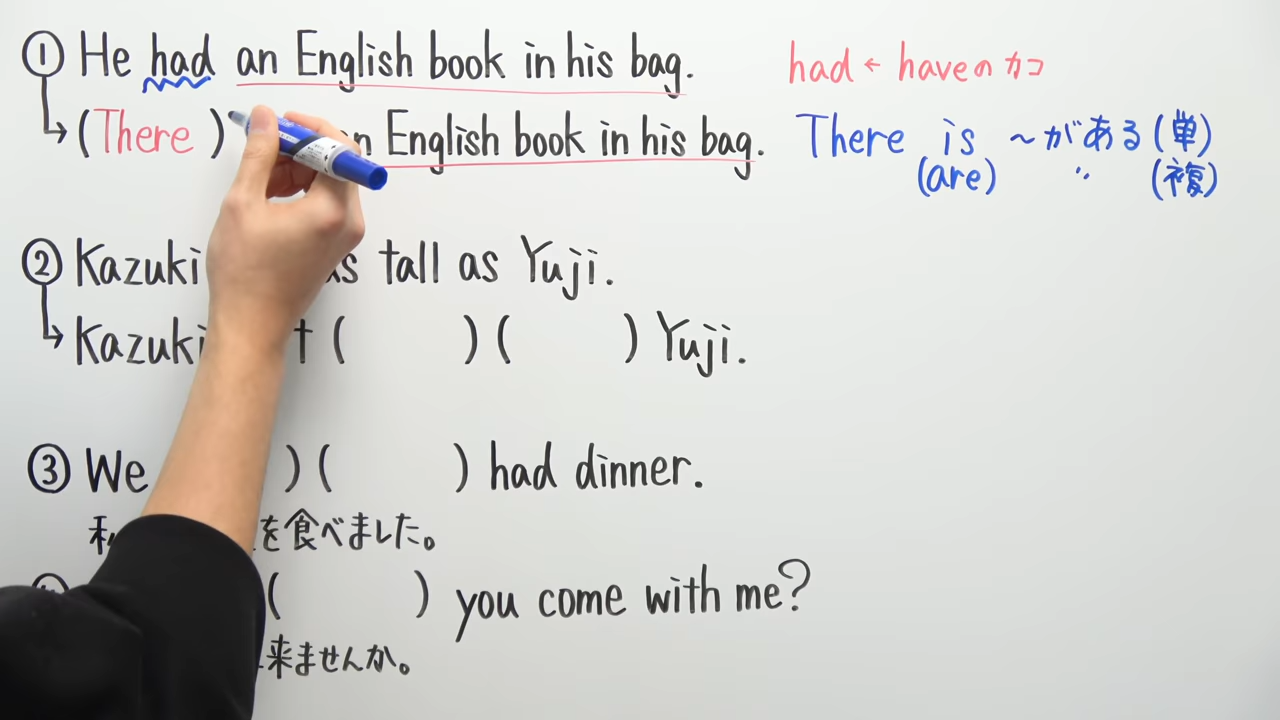 ① He had an English book in his bag.
had ← haveのカコ
(There) English book in his bag.
There is ～がある(単)
(are) 〃 (複)
② Kazuki as tall as Yuji.
Kazuki ( ) ( ) Yuji.
③ We ) ( ) had dinner.
を食べました。
( ) you come with me?
来ませんか。